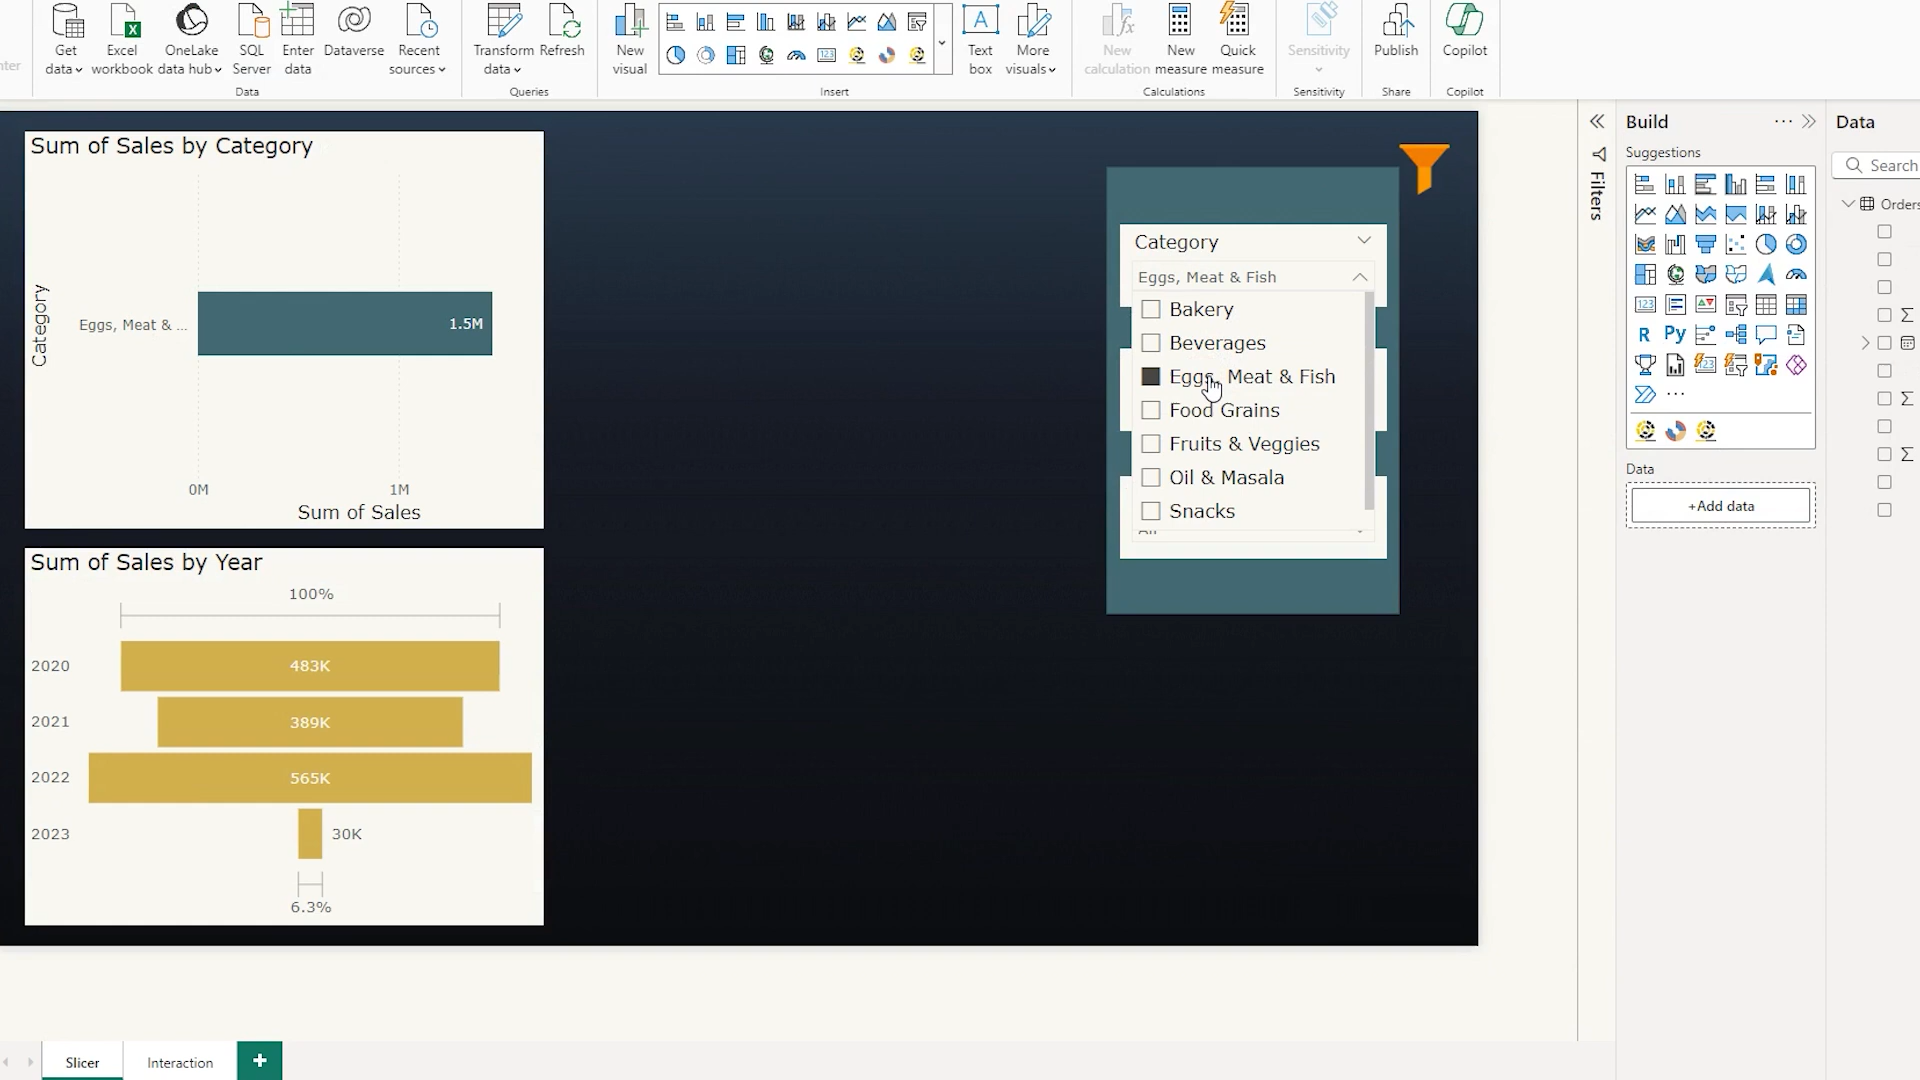 nter
Get data
Excel workbook
OneLake data hub
SQL Server
Enter data
Dataverse
Recent sources
Transform data
Refresh
New visual
Text box
More visuals
New calculation
New measure
Quick measure
Sensitivity
Publish
Copilot
Data
Queries
Insert
Calculations
Sensitivity
Share
Copilot
Sum of Sales by Category
Category
Eggs, Meat & ...
1.5M
0M
1M
Sum of Sales
Sum of Sales by Year
100%
2020
483K
2021
389K
2022
565K
2023
30K
6.3%
Category
Eggs, Meat & Fish
Bakery
Beverages
Eggs, Meat & Fish
Food Grains
Fruits & Veggies
Oil & Masala
Snacks
Filters
Build
Suggestions
123
R
Py
123
Data
+Add data
Data
Search
Orders
Slicer
Interaction